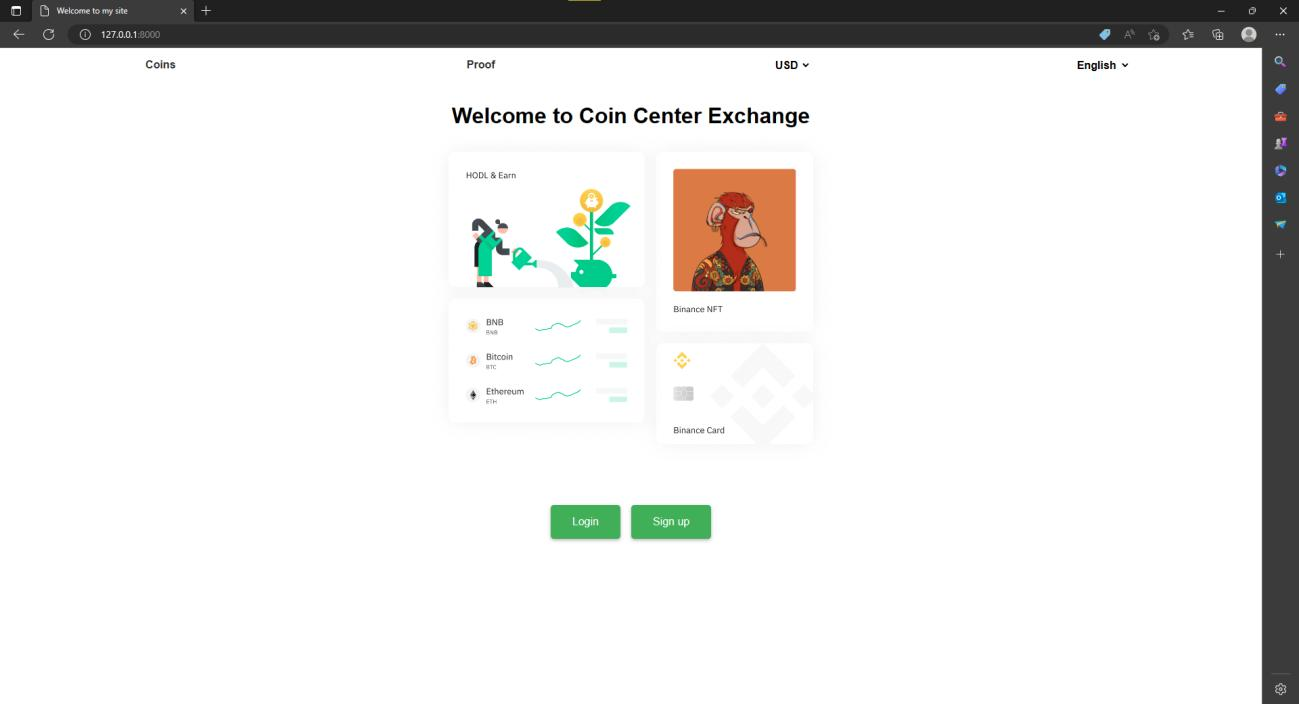 Welcome to my site
127.0.0.1:8000
Coins
Proof
USD
English
Welcome to Coin Center Exchange
HODL & Earn
BNB
BNB
Bitcoin
BTC
Ethereum
ETH
Binance NFT
Binance Card
Login
Sign up